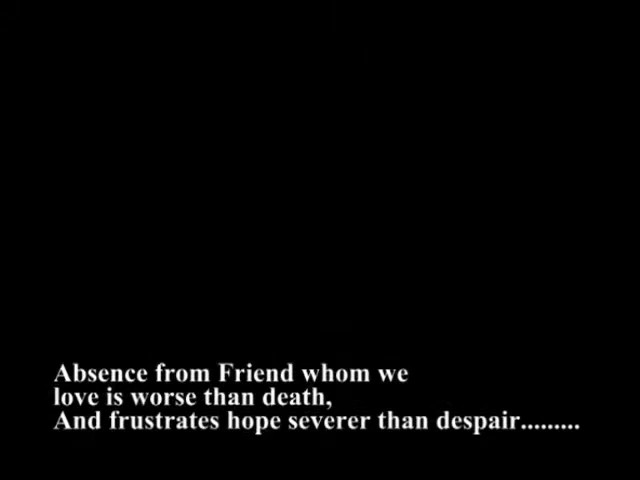 Absence from Friend whom we
love is worse than death,
And frustrates hope severer than despair.........